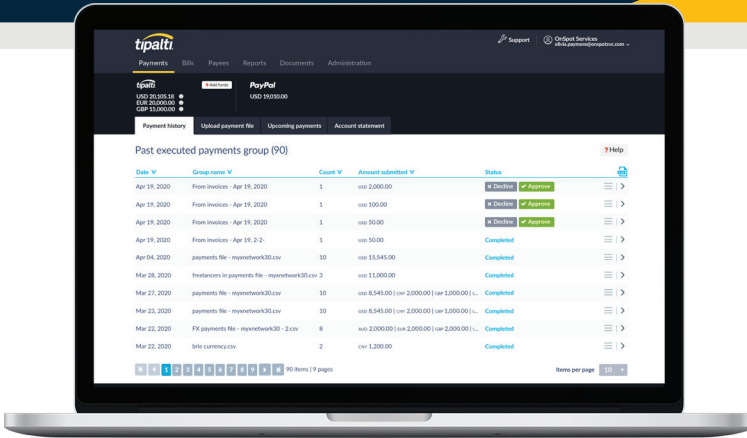 tipalti
Support
OnSpot Services
olivia.paymore@onspotsvc.com
Payments Bills Payees Reports Documents Administration
tipalti + Add funds PayPal
USD 20,105.18 USD 19,010.00
EUR 20,000.00
GBP 15,000.00
Payment history Upload payment file Upcoming payments Account statement
Past executed payments group (90) ? Help
Date Group name Count Amount submitted Status
Apr 19, 2020 From invoices - Apr 19, 2020 1 USD 2,000.00 × Decline ✔ Approve
Apr 19, 2020 From invoices - Apr 19, 2020 1 USD 100.00 × Decline ✔ Approve
Apr 19, 2020 From invoices - Apr 19, 2020 1 USD 50.00 × Decline ✔ Approve
Apr 19, 2020 From invoices - Apr 19, 2-2- 1 USD 50.00 Completed
Apr 04, 2020 payments file - myxnetwork30.csv 10 USD 15,545.00 Completed
Mar 28, 2020 freelancers in payments file - myxnetwork30.csv 3 USD 11,000.00 Completed
Mar 27, 2020 payments file - myxnetwork30.csv 10 USD 8,545.00 | CHF 2,000.00 | GBP 1,000.00 | Completed
Mar 23, 2020 payments file - myxnetwork30.csv 10 USD 8,545.00 | CHF 2,000.00 | GBP 1,000.00 | Completed
Mar 22, 2020 FX payments file - myxnetwork30 - 2.csv 8 AUD 2,000.00 | EUR 2,000.00 | GBP 2,000.00 | Completed
Mar 22, 2020 brie currency.csv 2 CNY 1,200.00 Completed
1 2 3 4 5 6 7 8 9 90 items | 9 pages Items per page 10